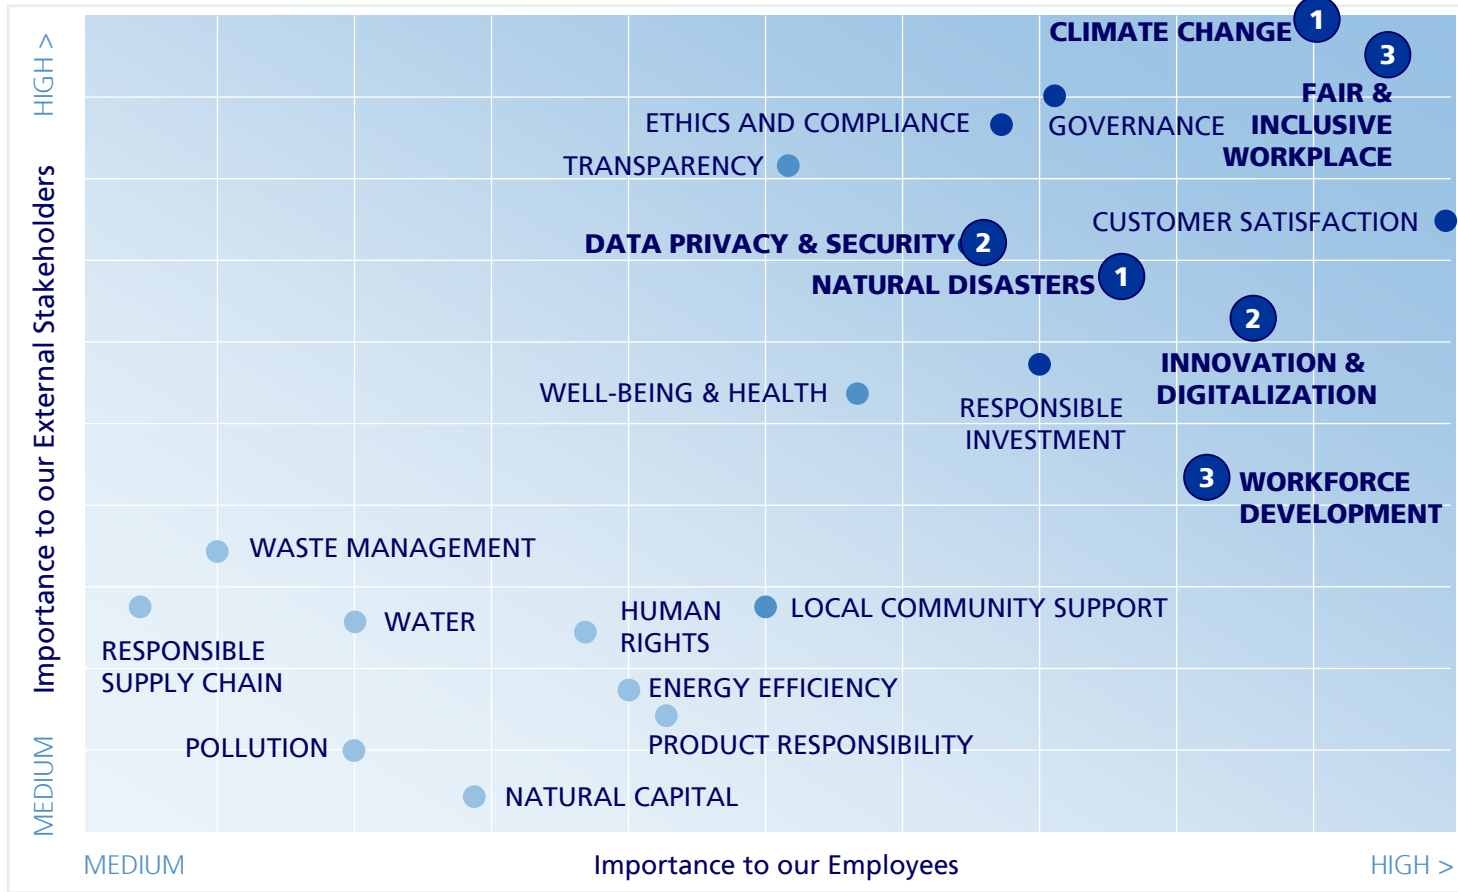 HIGH >
Importance to our External Stakeholders
MEDIUM
CLIMATE CHANGE
1
3
FAIR &
INCLUSIVE
WORKPLACE
GOVERNANCE
ETHICS AND COMPLIANCE
TRANSPARENCY
CUSTOMER SATISFACTION
DATA PRIVACY & SECURITY
2
NATURAL DISASTERS
1
2
INNOVATION &
DIGITALIZATION
WELL-BEING & HEALTH
RESPONSIBLE
INVESTMENT
3
WORKFORCE
DEVELOPMENT
WASTE MANAGEMENT
RESPONSIBLE
SUPPLY CHAIN
WATER
HUMAN
RIGHTS
LOCAL COMMUNITY SUPPORT
ENERGY EFFICIENCY
PRODUCT RESPONSIBILITY
POLLUTION
NATURAL CAPITAL
MEDIUM
Importance to our Employees
HIGH >